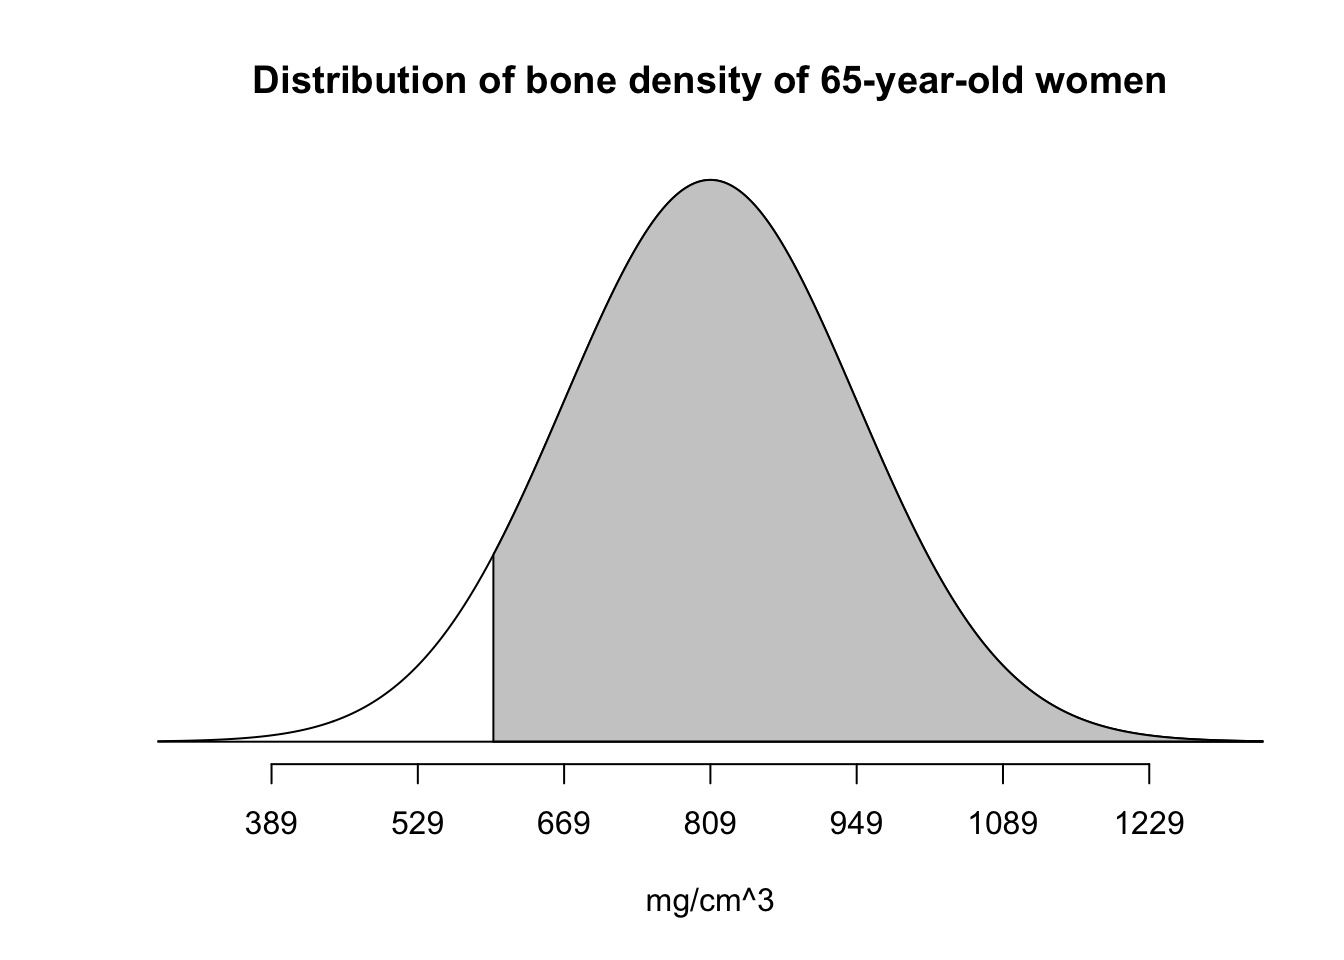 Distribution of bone density of 65-year-old women
389 529 669 809 949 1089 1229
mg/cm^3